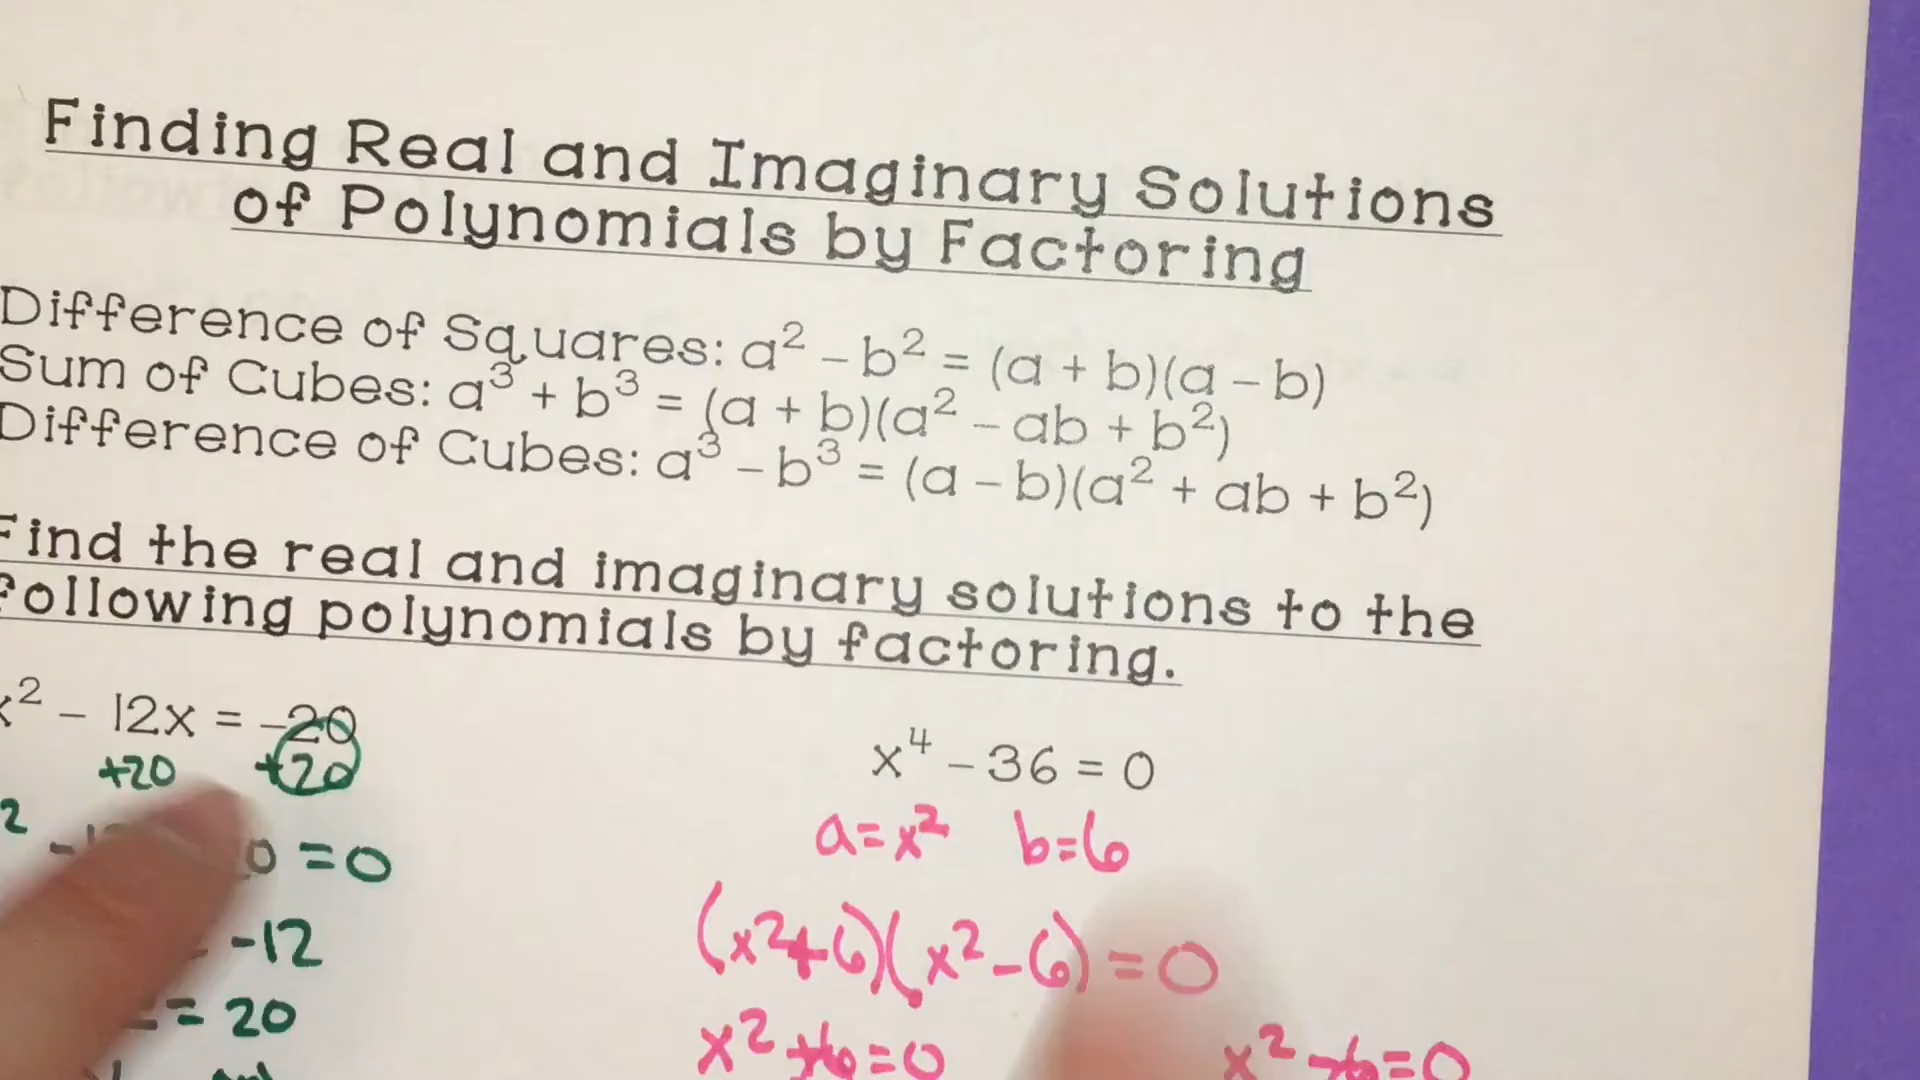 Finding Real and Imaginary Solutions
of Polynomials by Factoring
Difference of Squares: a² – b² = (a + b)(a – b)
Sum of Cubes: a³ + b³ = (a + b)(a² – ab + b²)
Difference of Cubes: a³ – b³ = (a – b)(a² + ab + b²)
Find the real and imaginary solutions to the
following polynomials by factoring.
x² – 12x = –20
+20 +20
0 = 0
-12
= 20
x⁴ – 36 = 0
a=x² b=6
(x²+6)(x²-6) = 0
x²+6=0 x²-6=0